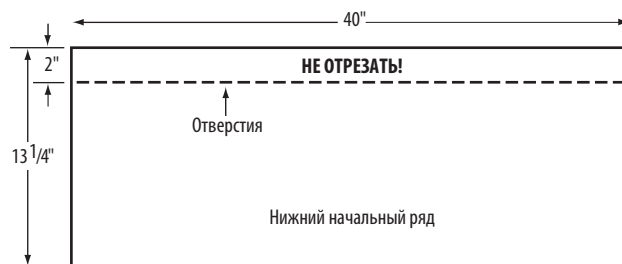 40"
2"
НЕ ОТРЕЗАТЬ!
Отверстия
13 1/4"
Нижний начальный ряд